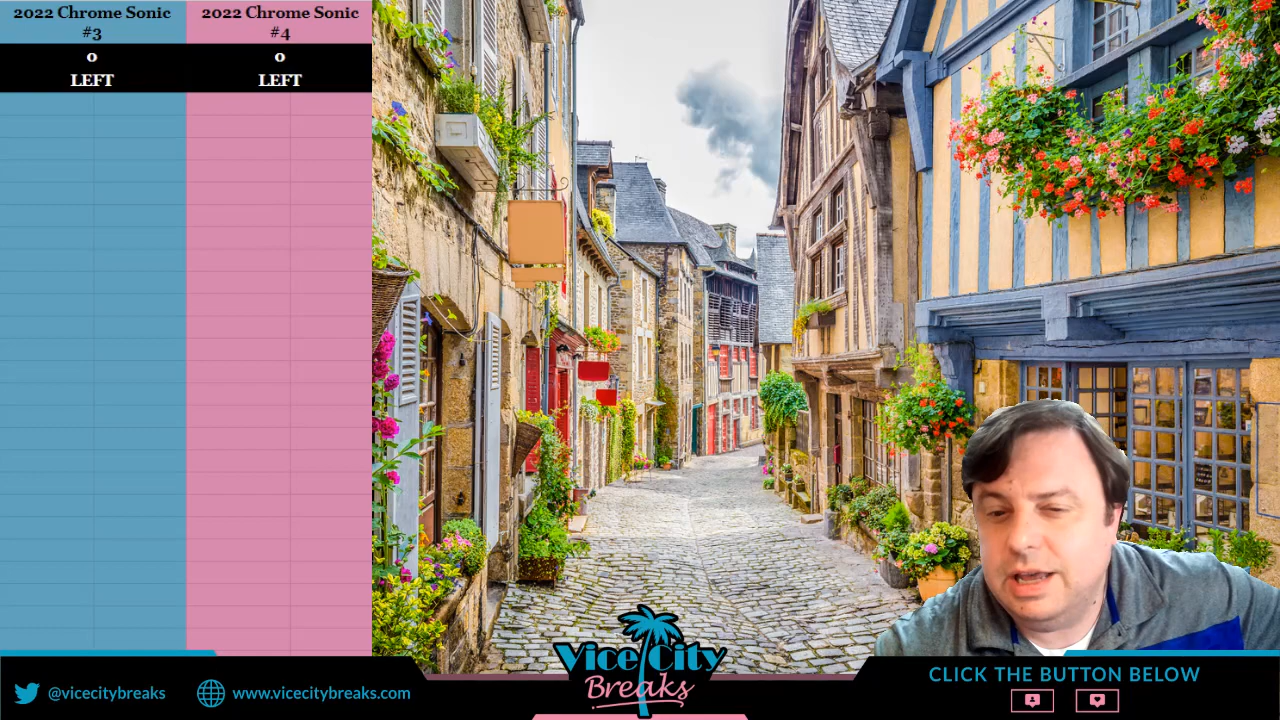 2022 Chrome Sonic
#3
0
LEFT
2022 Chrome Sonic
#4
0
LEFT
Vice City
Breaks
@vicecitybreaks
www.vicecitybreaks.com
CLICK THE BUTTON BELOW